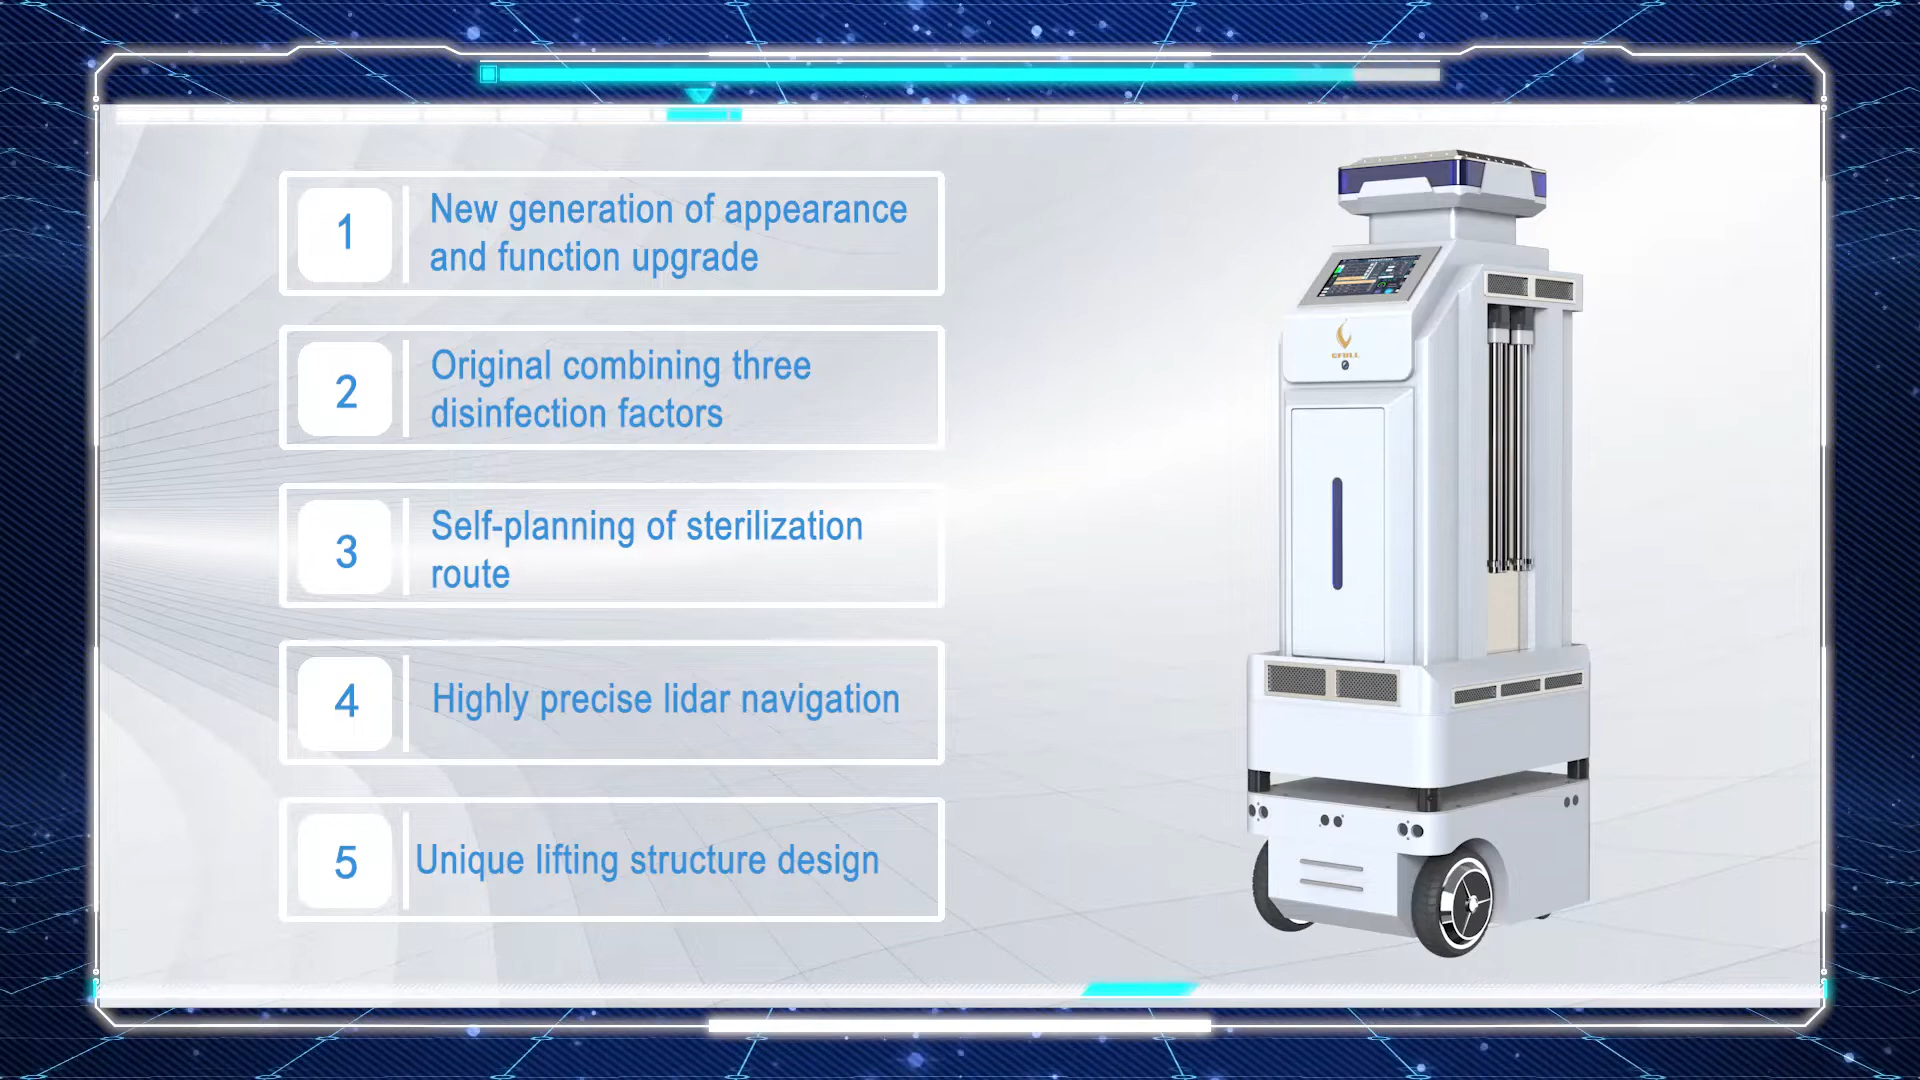 1
New generation of appearance
and function upgrade
2
Original combining three
disinfection factors
3
Self-planning of sterilization
route
4
Highly precise lidar navigation
5
Unique lifting structure design